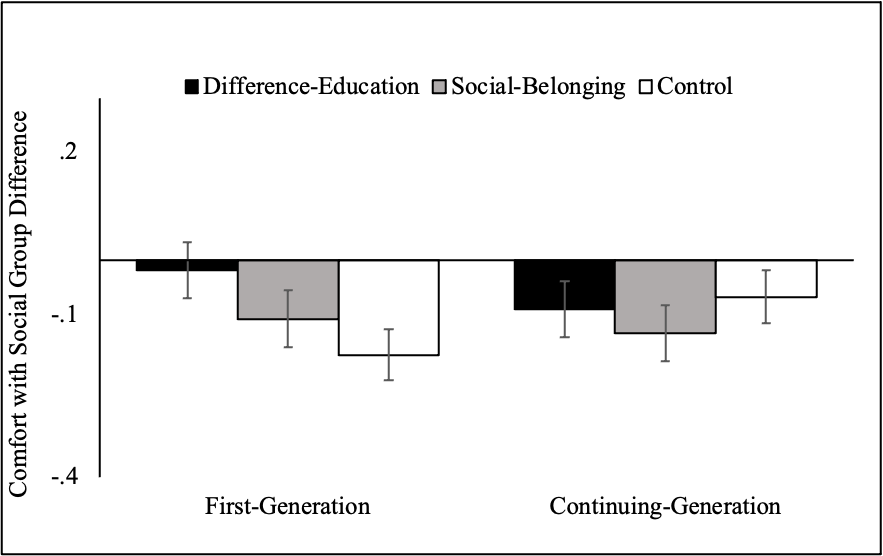 Difference-Education Social-Belonging Control
Comfort with Social Group Difference
.2
-.1
-.4
First-Generation Continuing-Generation